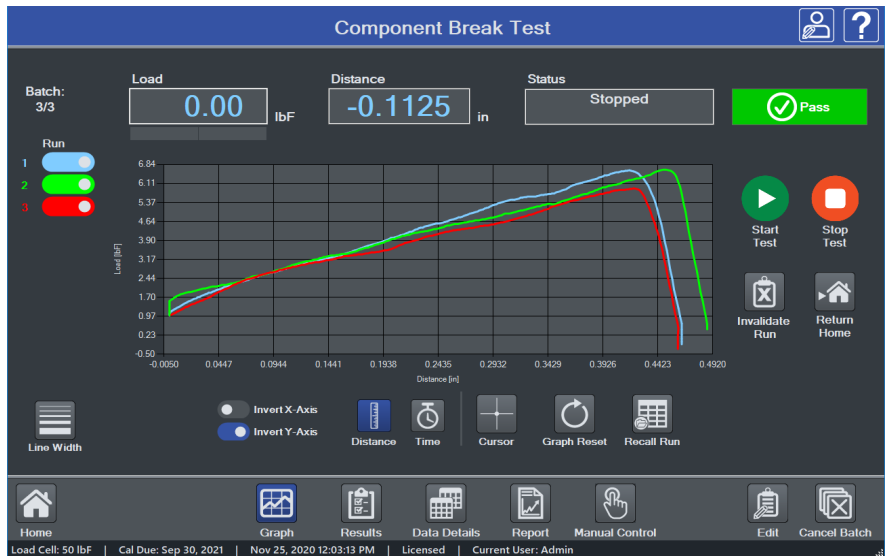 Component Break Test
?
Batch:
3/3
Load
0.00
lbF
Distance
-0.1125
in
Status
Stopped
Pass
Run
1
2
3
6.84
6.11
5.37
4.64
3.90
3.17
2.44
1.70
0.97
0.23
-0.50
Load [lbF]
-0.0050
0.0447
0.0944
0.1441
0.1938
0.2435
0.2932
0.3429
0.3926
0.4423
0.4920
Distance [in]
Start
Test
Stop
Test
Invalidate
Run
Return
Home
Line Width
Invert X-Axis
Invert Y-Axis
Distance
Time
Cursor
Graph Reset
Recall Run
Home
Graph
Results
Data Details
Report
Manual Control
Edit
Cancel Batch
Load Cell: 50 lbF | Cal Due: Sep 30, 2021 | Nov 25, 2020 12:03:13 PM | Licensed | Current User: Admin